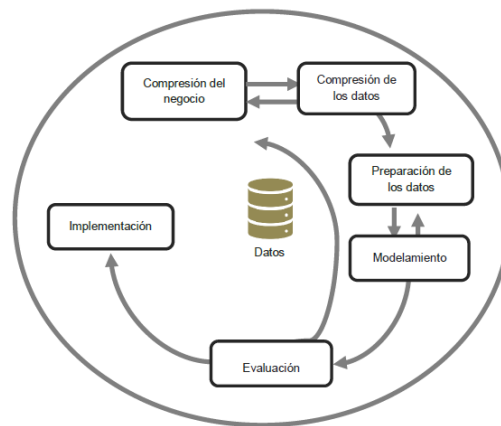 Compresión del
negocio
Compresión de
los datos
Preparación de
los datos
Implementación
Datos
Modelamiento
Evaluación